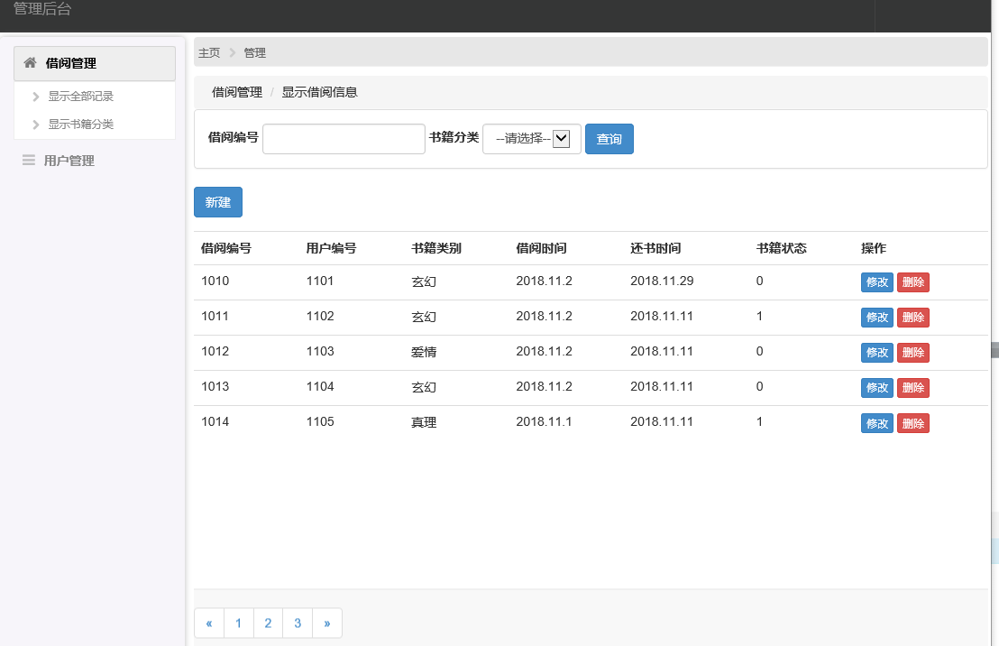 管理后台
借阅管理
显示全部记录
显示书籍分类
用户管理
主页 管理
借阅管理 / 显示借阅信息
借阅编号 书籍分类 --请选择-- 查询
新建
借阅编号 用户编号 书籍类别 借阅时间 还书时间 书籍状态 操作
1010 1101 玄幻 2018.11.2 2018.11.29 0 修改 删除
1011 1102 玄幻 2018.11.2 2018.11.11 1 修改 删除
1012 1103 爱情 2018.11.2 2018.11.11 0 修改 删除
1013 1104 玄幻 2018.11.2 2018.11.11 0 修改 删除
1014 1105 真理 2018.11.1 2018.11.11 1 修改 删除
« 1 2 3 »